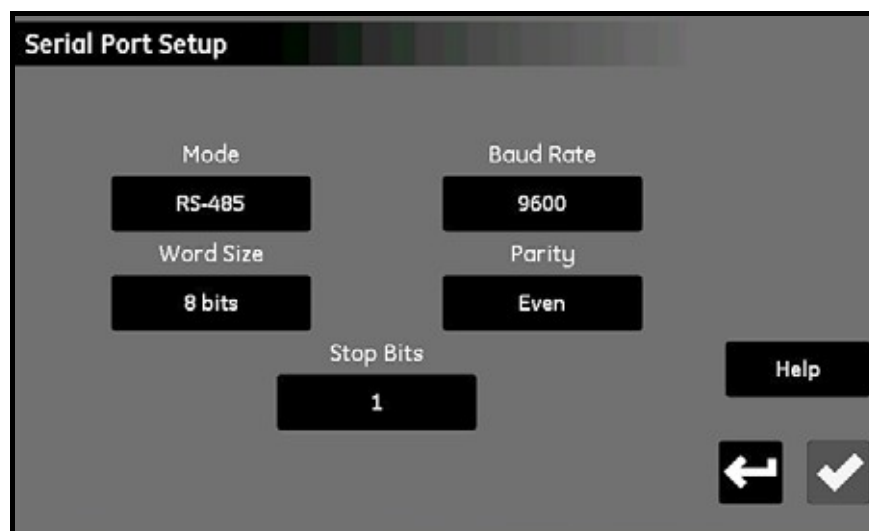 Serial Port Setup
Mode
Baud Rate
RS-485
9600
Word Size
Parity
8 bits
Even
Stop Bits
1
Help